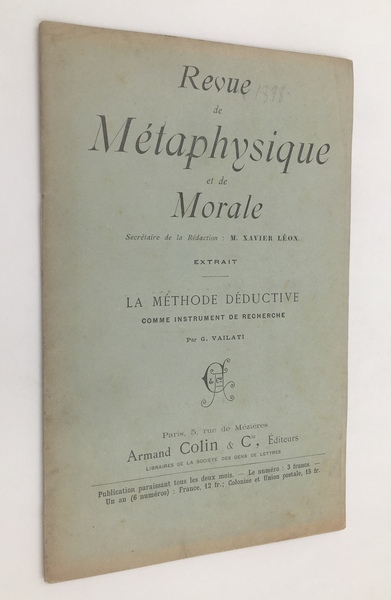 Revue
1898.
de
Métaphysique
et de
Morale
Secrétaire de la Rédaction : M. XAVIER LÉON.
EXTRAIT
LA MÉTHODE DÉDUCTIVE
COMME INSTRUMENT DE RECHERCHE
Par G. VAILATI
Paris, 5, rue de Mézières
Armand Colin & Cie, Éditeurs
LIBRAIRES DE LA SOCIÉTÉ DES GENS DE LETTRES
Publication paraissant tous les deux mois. — Le numéro : 3 francs. —
Un an (6 numéros) : France, 12 fr.; Colonies et Union postale, 15 fr.